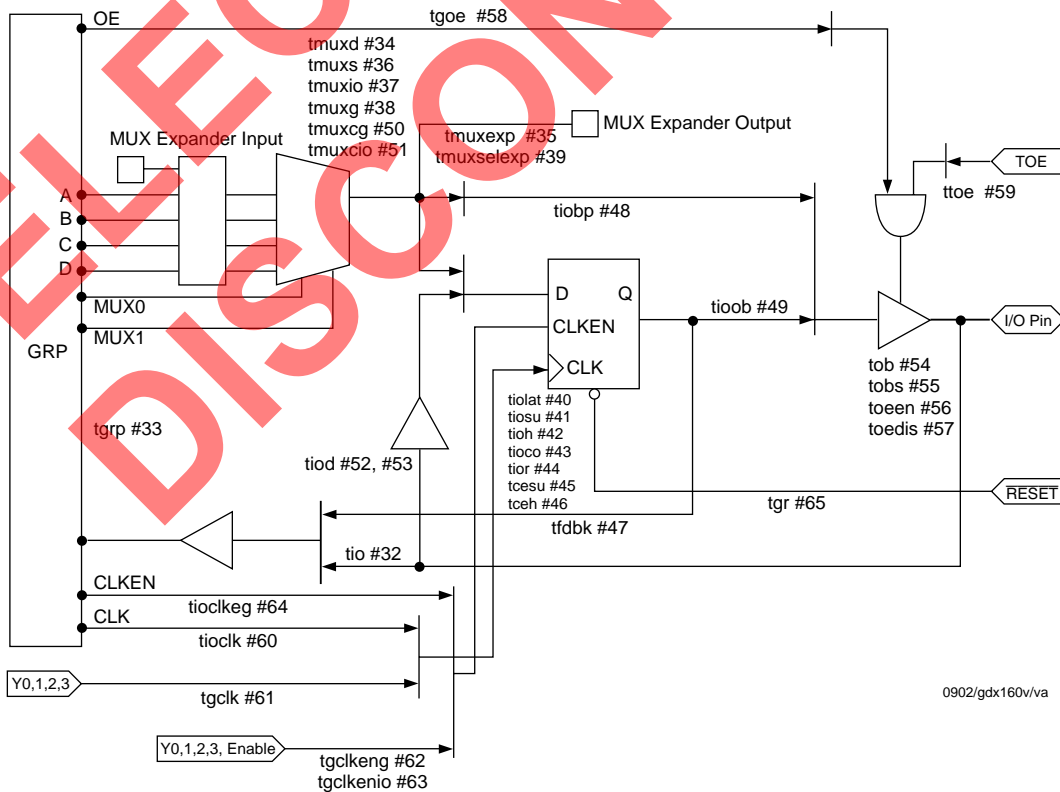 OE
tgoe #58
tmuxd #34
tmuxs #36
tmuxio #37
tmuxg #38
tmuxcg #50
tmuxcio #51
MUX Expander Input
tmuxexp #35
tmuxselexp #39
MUX Expander Output
TOE
ttoe #59
A
B
C
D
tiobp #48
MUX0
MUX1
GRP
D
Q
CLKEN
CLK
tioob #49
I/O Pin
tiolat #40
tiosu #41
tioh #42
tioco #43
tior #44
tcesu #45
tceh #46
tob #54
tobs #55
toeen #56
toedis #57
tgrp #33
tiod #52, #53
RESET
tgr #65
tfdbk #47
tio #32
CLKEN
tioclkeg #64
CLK
tioclk #60
Y0,1,2,3
tgclk #61
0902/gdx160v/va
Y0,1,2,3, Enable
tgclkeng #62
tgclkenio #63
ELEC
DISCON